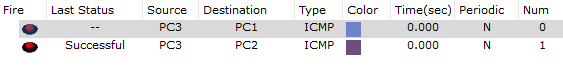 Fire Last Status Source Destination Type Color Time(sec) Periodic Num
-- PC3 PC1 ICMP 0.000 N 0
Successful PC3 PC2 ICMP 0.000 N 1